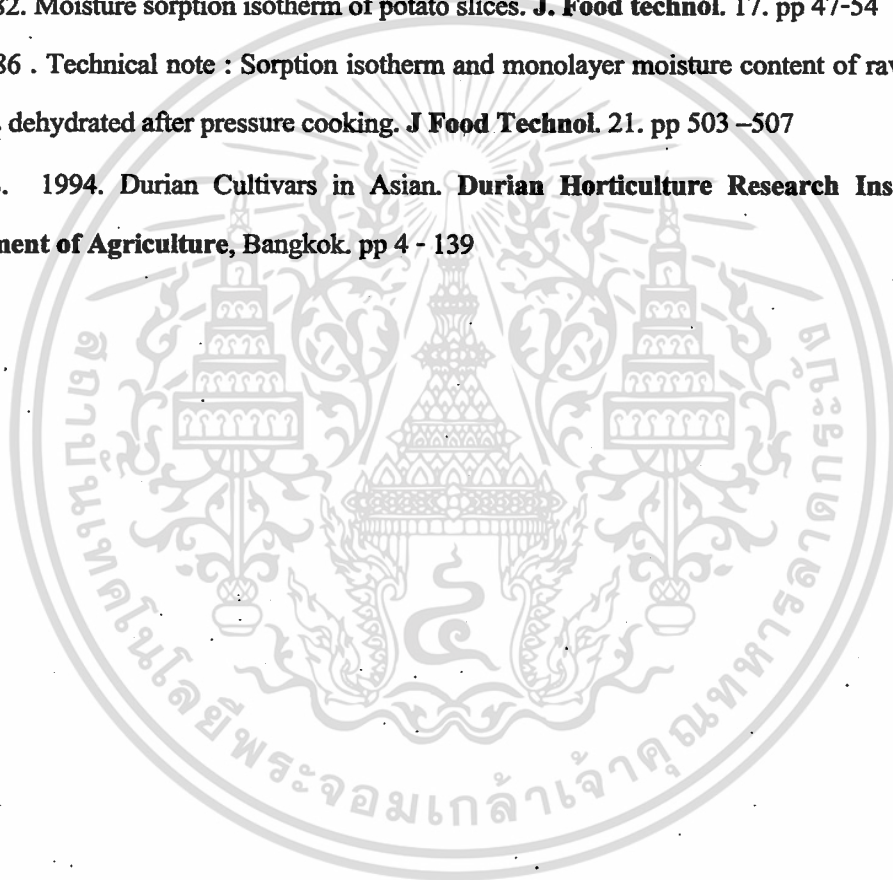 82. Moisture sorption isotherm of potato slices. J. Food technol. 17. pp 47-54
86 . Technical note : Sorption isotherm and monolayer moisture content of
dehydrated after pressure cooking. J Food Technol. 21. pp 503 –507
1994. Durian Cultivars in Asian. Durian Horticulture Research
of Agriculture, Bangkok. pp 4 - 139
สถาบันเทคโนโลยีพระจอมเกล้าเจ้าคุณทหารลาดกระบัง
๔